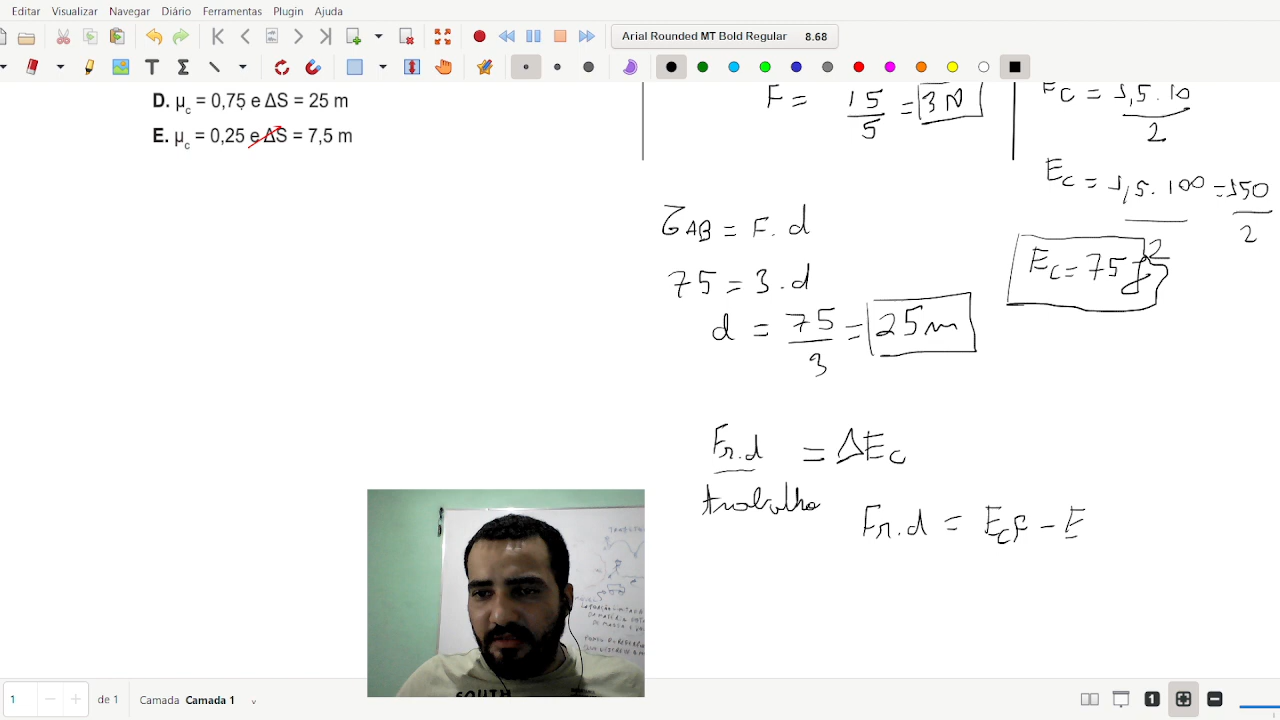 Editar Visualizar Navegar Diário Ferramentas Plugin Ajuda
Arial Rounded MT Bold Regular 8.68
D. μc = 0,75 e ΔS = 25 m
E. μc = 0,25 e ΔS = 7,5 m
F = 15/5 = 3 N
Ec = 1,5.10²/2
Ec = 1,5.100/2 = 150/2
Ec = 75 J
τAB = F. d
75 = 3. d
d = 75/3 = 25m
Fr.d = ΔEc
trabalho
Fr.d = Ecf - E
1 de 1 Camada Camada 1